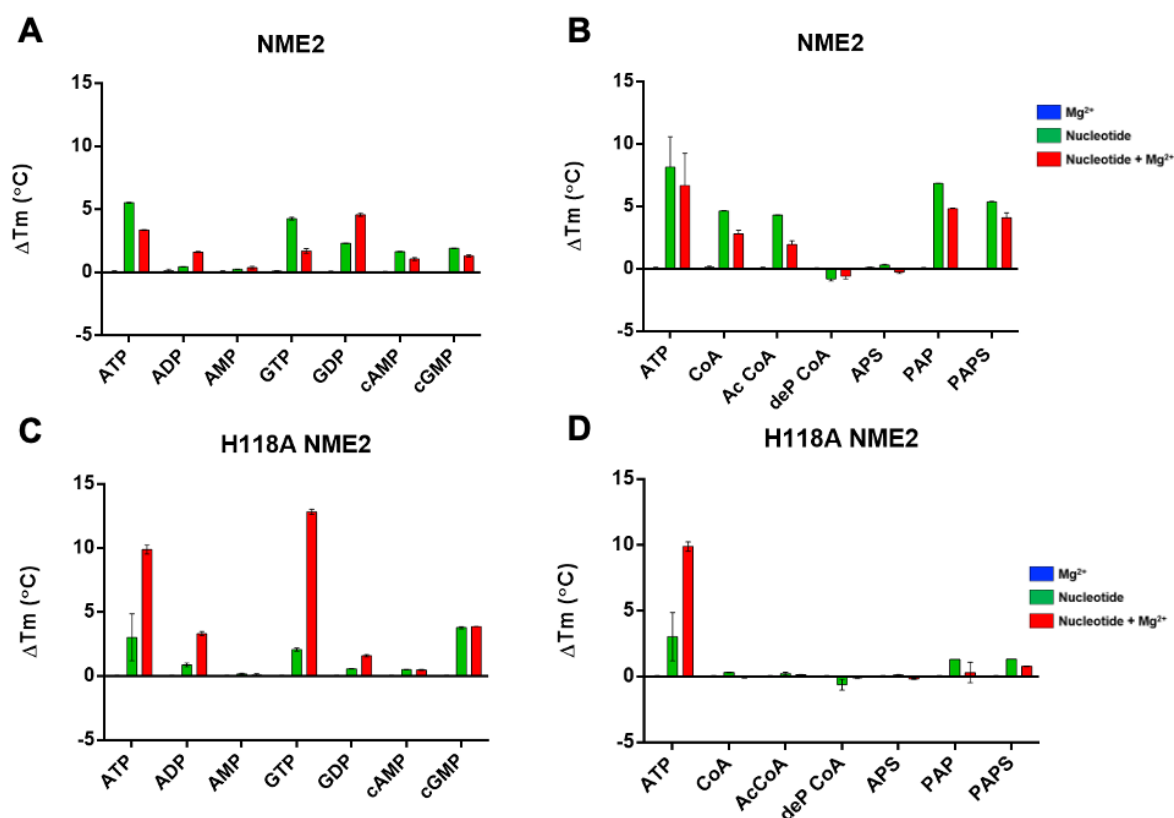 A
NME2
15
10
5
0
-5
ΔTm (°C)
ATP
ADP
AMP
GTP
GDP
cAMP
cGMP
B
NME2
15
10
5
0
-5
ΔTm (°C)
ATP
CoA
Ac CoA
deP CoA
APS
PAP
PAPS
Mg²⁺
Nucleotide
Nucleotide + Mg²⁺
C
H118A NME2
15
10
5
0
-5
ΔTm (°C)
ATP
ADP
AMP
GTP
GDP
cAMP
cGMP
D
H118A NME2
15
10
5
0
-5
ΔTm (°C)
ATP
CoA
AcCoA
deP CoA
APS
PAP
PAPS
Mg²⁺
Nucleotide
Nucleotide + Mg²⁺